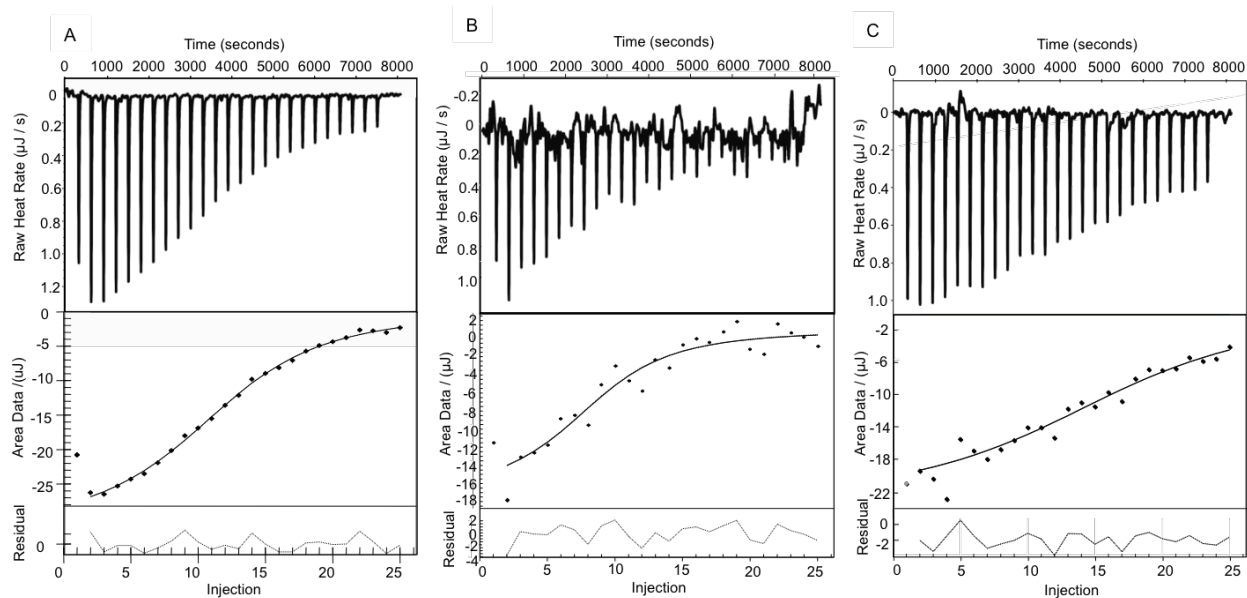 A
Time (seconds)
0 1000 2000 3000 4000 5000 6000 7000 8000
Raw Heat Rate (µJ / s)
0
0.2
0.4
0.6
0.8
1.0
1.2
Area Data /(uJ)
0
-5
-10
-15
-20
-25
Residual
0
0 5 10 15 20 25
Injection
B
Time (seconds)
0 1000 2000 3000 4000 5000 6000 7000 8000
Raw Heat Rate (µJ / s)
-0.2
0
0.2
0.4
0.6
0.8
1.0
Area Data / (µJ)
2
0
-2
-4
-6
-8
-10
-12
-14
-16
-18
Residual
2
0
-2
0 5 10 15 20 25
Injection
C
Time (seconds)
0 1000 2000 3000 4000 5000 6000 7000 8000
Raw Heat Rate (µJ / s)
0
0.2
0.4
0.6
0.8
1.0
Area Data / (µJ)
-2
-6
-10
-14
-18
-22
Residual
0
-2
0 5 10 15 20 25
Injection